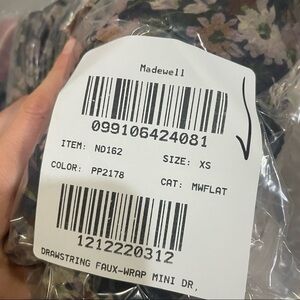 Madewell
099106424081
ITEM: ND162 SIZE: XS
COLOR: PP2178 CAT: MWFLAT
1212220312
DRAWSTRING FAUX-WRAP MINI DR,